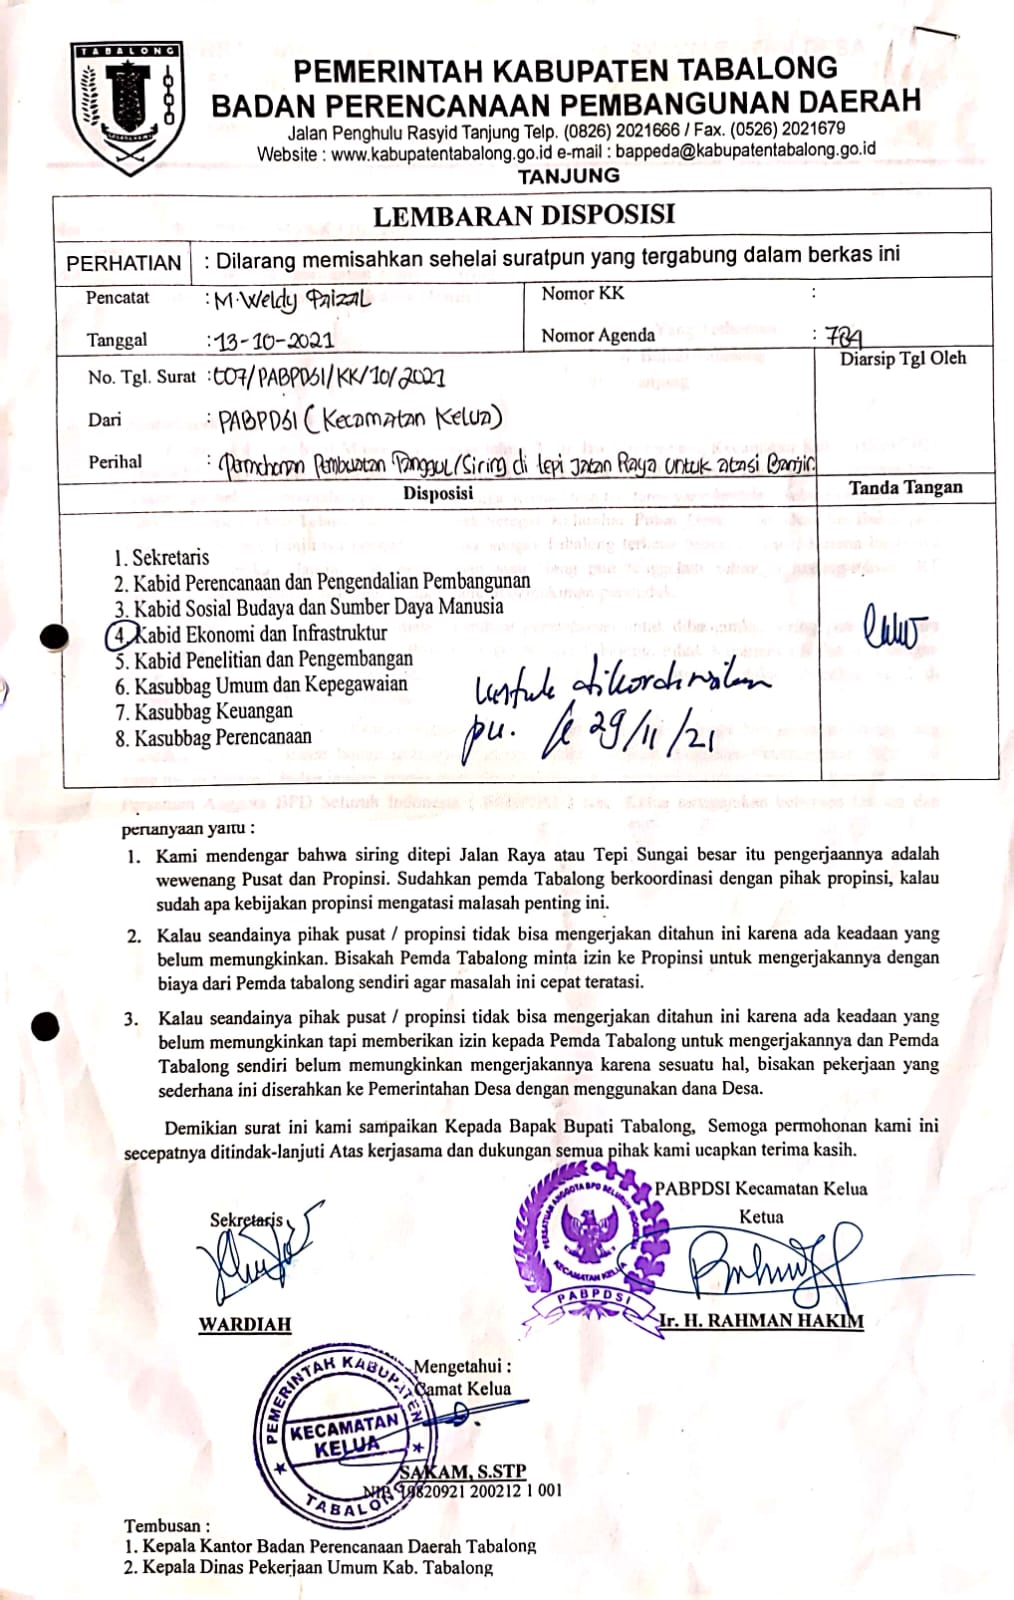 TABALONG
PEMERINTAH KABUPATEN TABALONG
BADAN PERENCANAAN PEMBANGUNAN DAERAH
Jalan Penghulu Rasyid Tanjung Telp. (0826) 2021666 / Fax. (0526) 2021679
Website : www.kabupatentabalong.go.id e-mail : bappeda@kabupatentabalong.go.id
TANJUNG
LEMBARAN DISPOSISI
PERHATIAN : Dilarang memisahkan sehelai suratpun yang tergabung dalam berkas ini
Pencatat : M. Weldy Faizal
Nomor KK :
Tanggal : 13-10-2021
Nomor Agenda : 784
Diarsip Tgl Oleh
No. Tgl. Surat : 007/PABPDSI/KK/10/2021
Dari : PABPDSI (Kecamatan Kelua)
Perihal : Permohonan Pembuatan Tanggul/Siring di tepi Jalan Raya untuk atasi Banjir.
Disposisi
Tanda Tangan
1. Sekretaris
2. Kabid Perencanaan dan Pengendalian Pembangunan
3. Kabid Sosial Budaya dan Sumber Daya Manusia
4. Kabid Ekonomi dan Infrastruktur
5. Kabid Penelitian dan Pengembangan
6. Kasubbag Umum dan Kepegawaian
7. Kasubbag Keuangan
8. Kasubbag Perencanaan
untuk dikordinasikan
pu. 29/11/21
Persatuan Anggota BPD Seluruh Indonesia
pertanyaan yaitu :
1. Kami mendengar bahwa siring ditepi Jalan Raya atau Tepi Sungai besar itu pengerjaannya adalah
wewenang Pusat dan Propinsi. Sudahkan pemda Tabalong berkoordinasi dengan pihak propinsi, kalau
sudah apa kebijakan propinsi mengatasi malasah penting ini.
2. Kalau seandainya pihak pusat / propinsi tidak bisa mengerjakan ditahun ini karena ada keadaan yang
belum memungkinkan. Bisakah Pemda Tabalong minta izin ke Propinsi untuk mengerjakannya dengan
biaya dari Pemda tabalong sendiri agar masalah ini cepat teratasi.
3. Kalau seandainya pihak pusat / propinsi tidak bisa mengerjakan ditahun ini karena ada keadaan yang
belum memungkinkan tapi memberikan izin kepada Pemda Tabalong untuk mengerjakannya dan Pemda
Tabalong sendiri belum memungkinkan mengerjakannya karena sesuatu hal, bisakan pekerjaan yang
sederhana ini diserahkan ke Pemerintahan Desa dengan menggunakan dana Desa.
Demikian surat ini kami sampaikan Kepada Bapak Bupati Tabalong, Semoga permohonan kami ini
secepatnya ditindak-lanjuti Atas kerjasama dan dukungan semua pihak kami ucapkan terima kasih.
PABPDSI Kecamatan Kelua
Sekretaris
Ketua
PERSATUAN ANGGOTA BPD SELURUH INDONESIA
KECAMATAN KELUA
PABPDSI
WARDIAH
Ir. H. RAHMAN HAKIM
Mengetahui :
Camat Kelua
PEMERINTAH KABUPATEN
KECAMATAN
KELUA
TABALONG
SAKAM, S.STP
NIP 19820921 200212 1 001
Tembusan :
1. Kepala Kantor Badan Perencanaan Daerah Tabalong
2. Kepala Dinas Pekerjaan Umum Kab. Tabalong